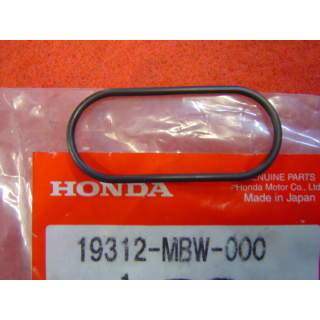 HONDA
GENUINE PARTS
Honda Motor Co., Ltd.
Made in Japan
19312-MBW-000